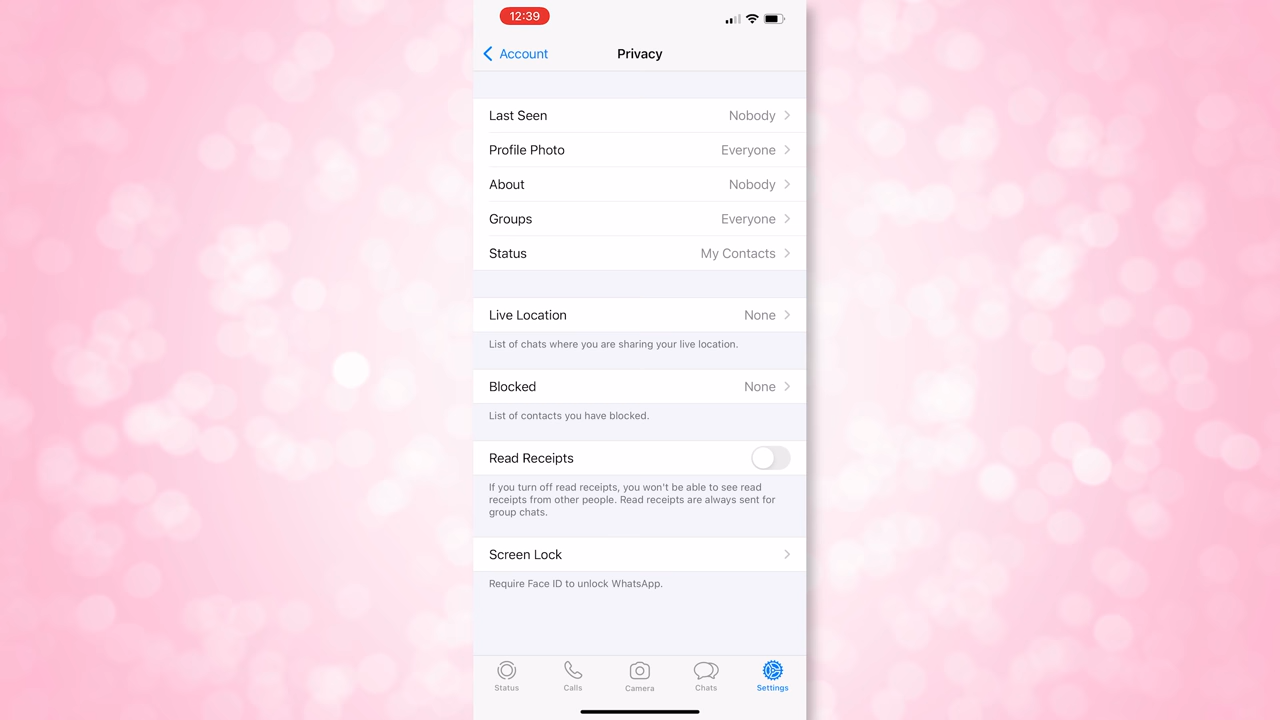 12:39
Account
Privacy
Last Seen Nobody
Profile Photo Everyone
About Nobody
Groups Everyone
Status My Contacts
Live Location None
List of chats where you are sharing your live location.
Blocked None
List of contacts you have blocked.
Read Receipts
If you turn off read receipts, you won't be able to see read
receipts from other people. Read receipts are always sent for
group chats.
Screen Lock
Require Face ID to unlock WhatsApp.
Status Calls Camera Chats Settings